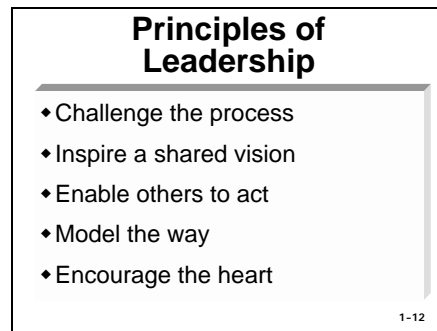 Principles of
Leadership
◆Challenge the process
◆Inspire a shared vision
◆Enable others to act
◆Model the way
◆Encourage the heart
1-12